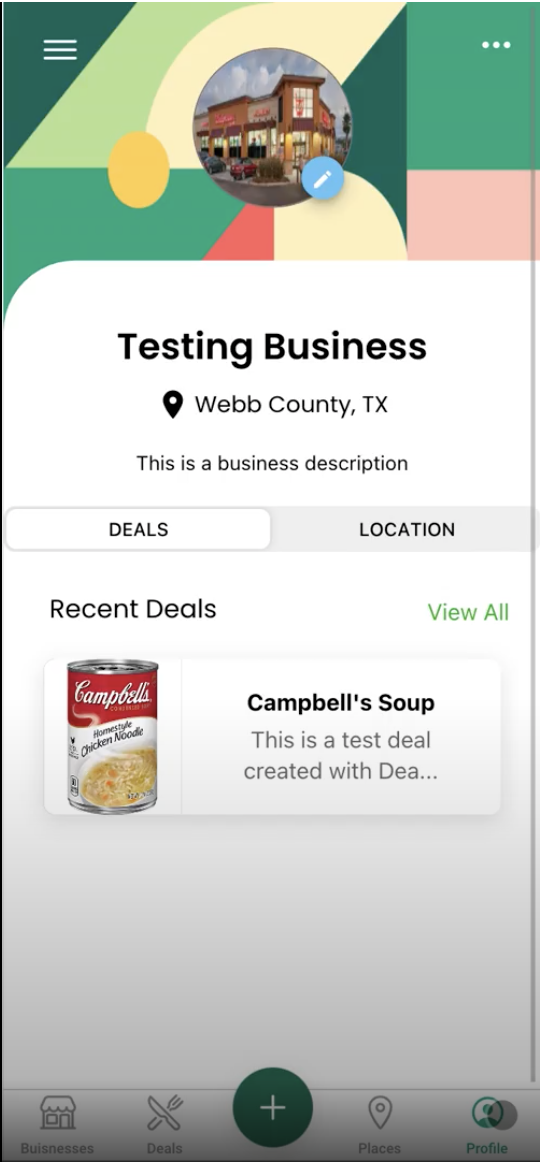 Testing Business
Webb County, TX
This is a business description
DEALS
LOCATION
Recent Deals
View All
Campbell's
Homestyle
Chicken Noodle
Campbell's Soup
This is a test deal
created with Dea...
Buisnesses
Deals
Places
Profile